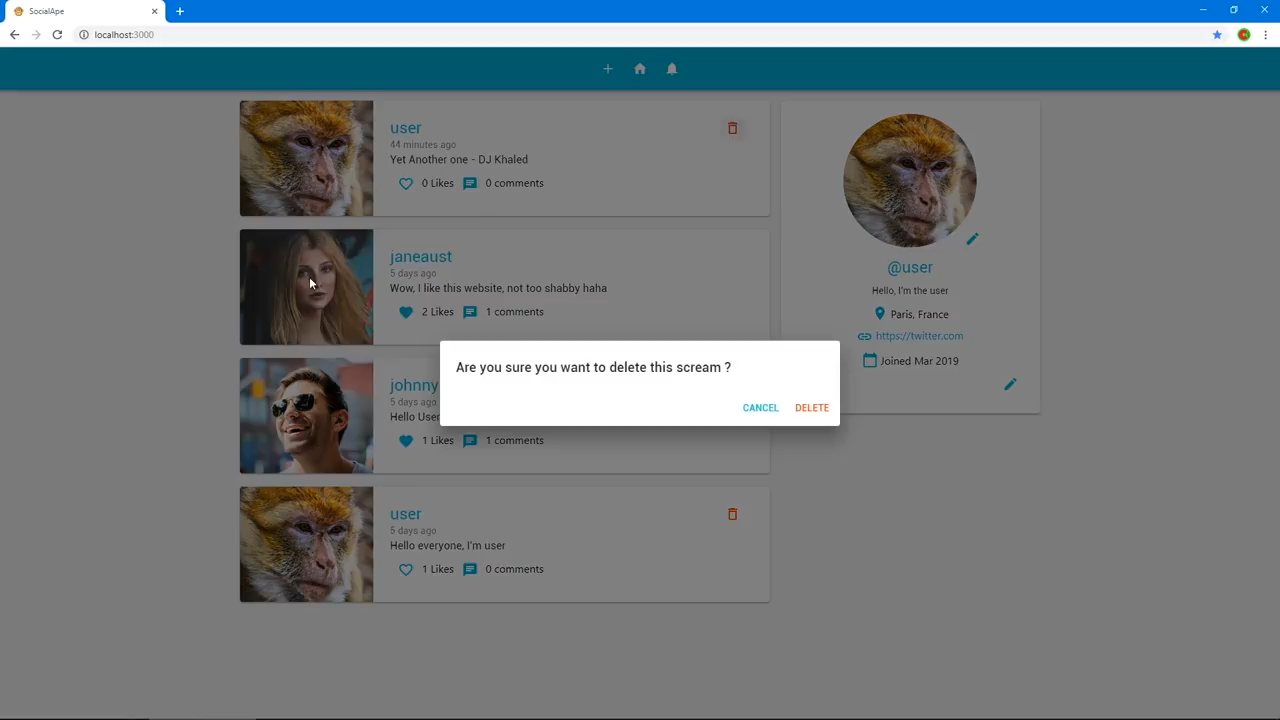 SocialApe
localhost:3000
user
44 minutes ago
Yet Another one - DJ Khaled
0 Likes 0 comments
janeaust
5 days ago
Wow, I like this website, not too shabby haha
2 Likes 1 comments
johnny
5 days ago
Hello User
1 Likes 1 comments
user
5 days ago
Hello everyone, I'm user
1 Likes 0 comments
@user
Hello, I'm the user
Paris, France
https://twitter.com
Joined Mar 2019
Are you sure you want to delete this scream ?
CANCEL DELETE